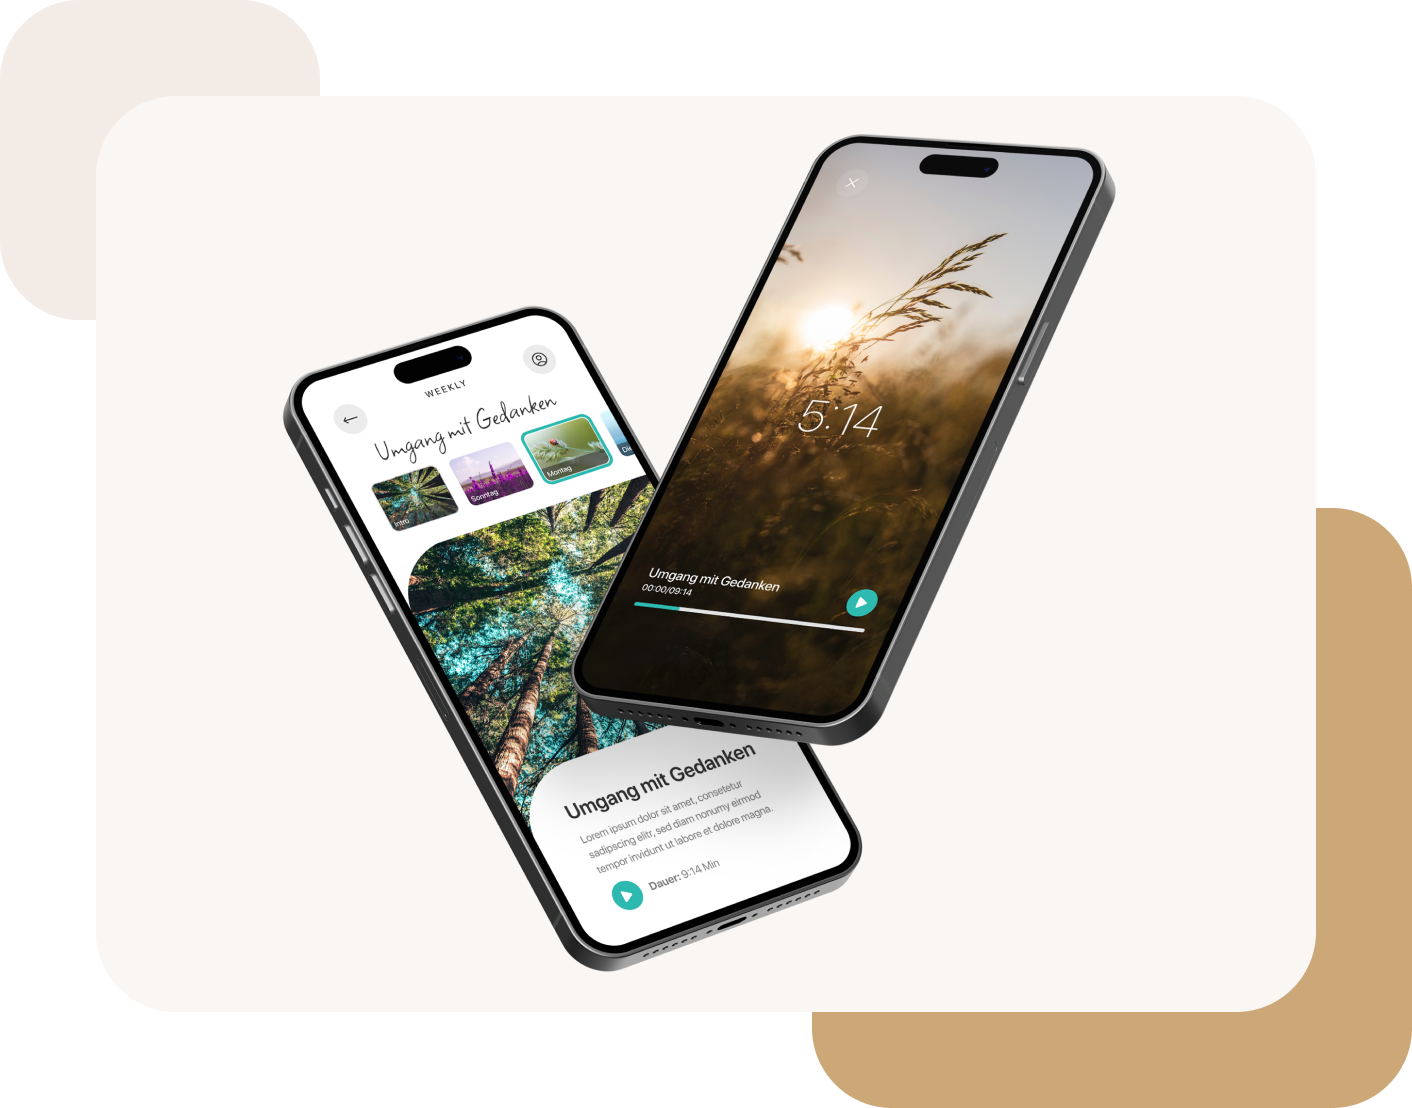 WEEKLY
Umgang mit Gedanken
Intro
Sonntag
Montag
Umgang mit Gedanken
Lorem ipsum dolor sit amet, consetetur
sadipscing elitr, sed diam nonumy eirmod
tempor invidunt ut labore et dolore magna.
Dauer: 9:14 Min
5:14
Umgang mit Gedanken
00:00/09:14